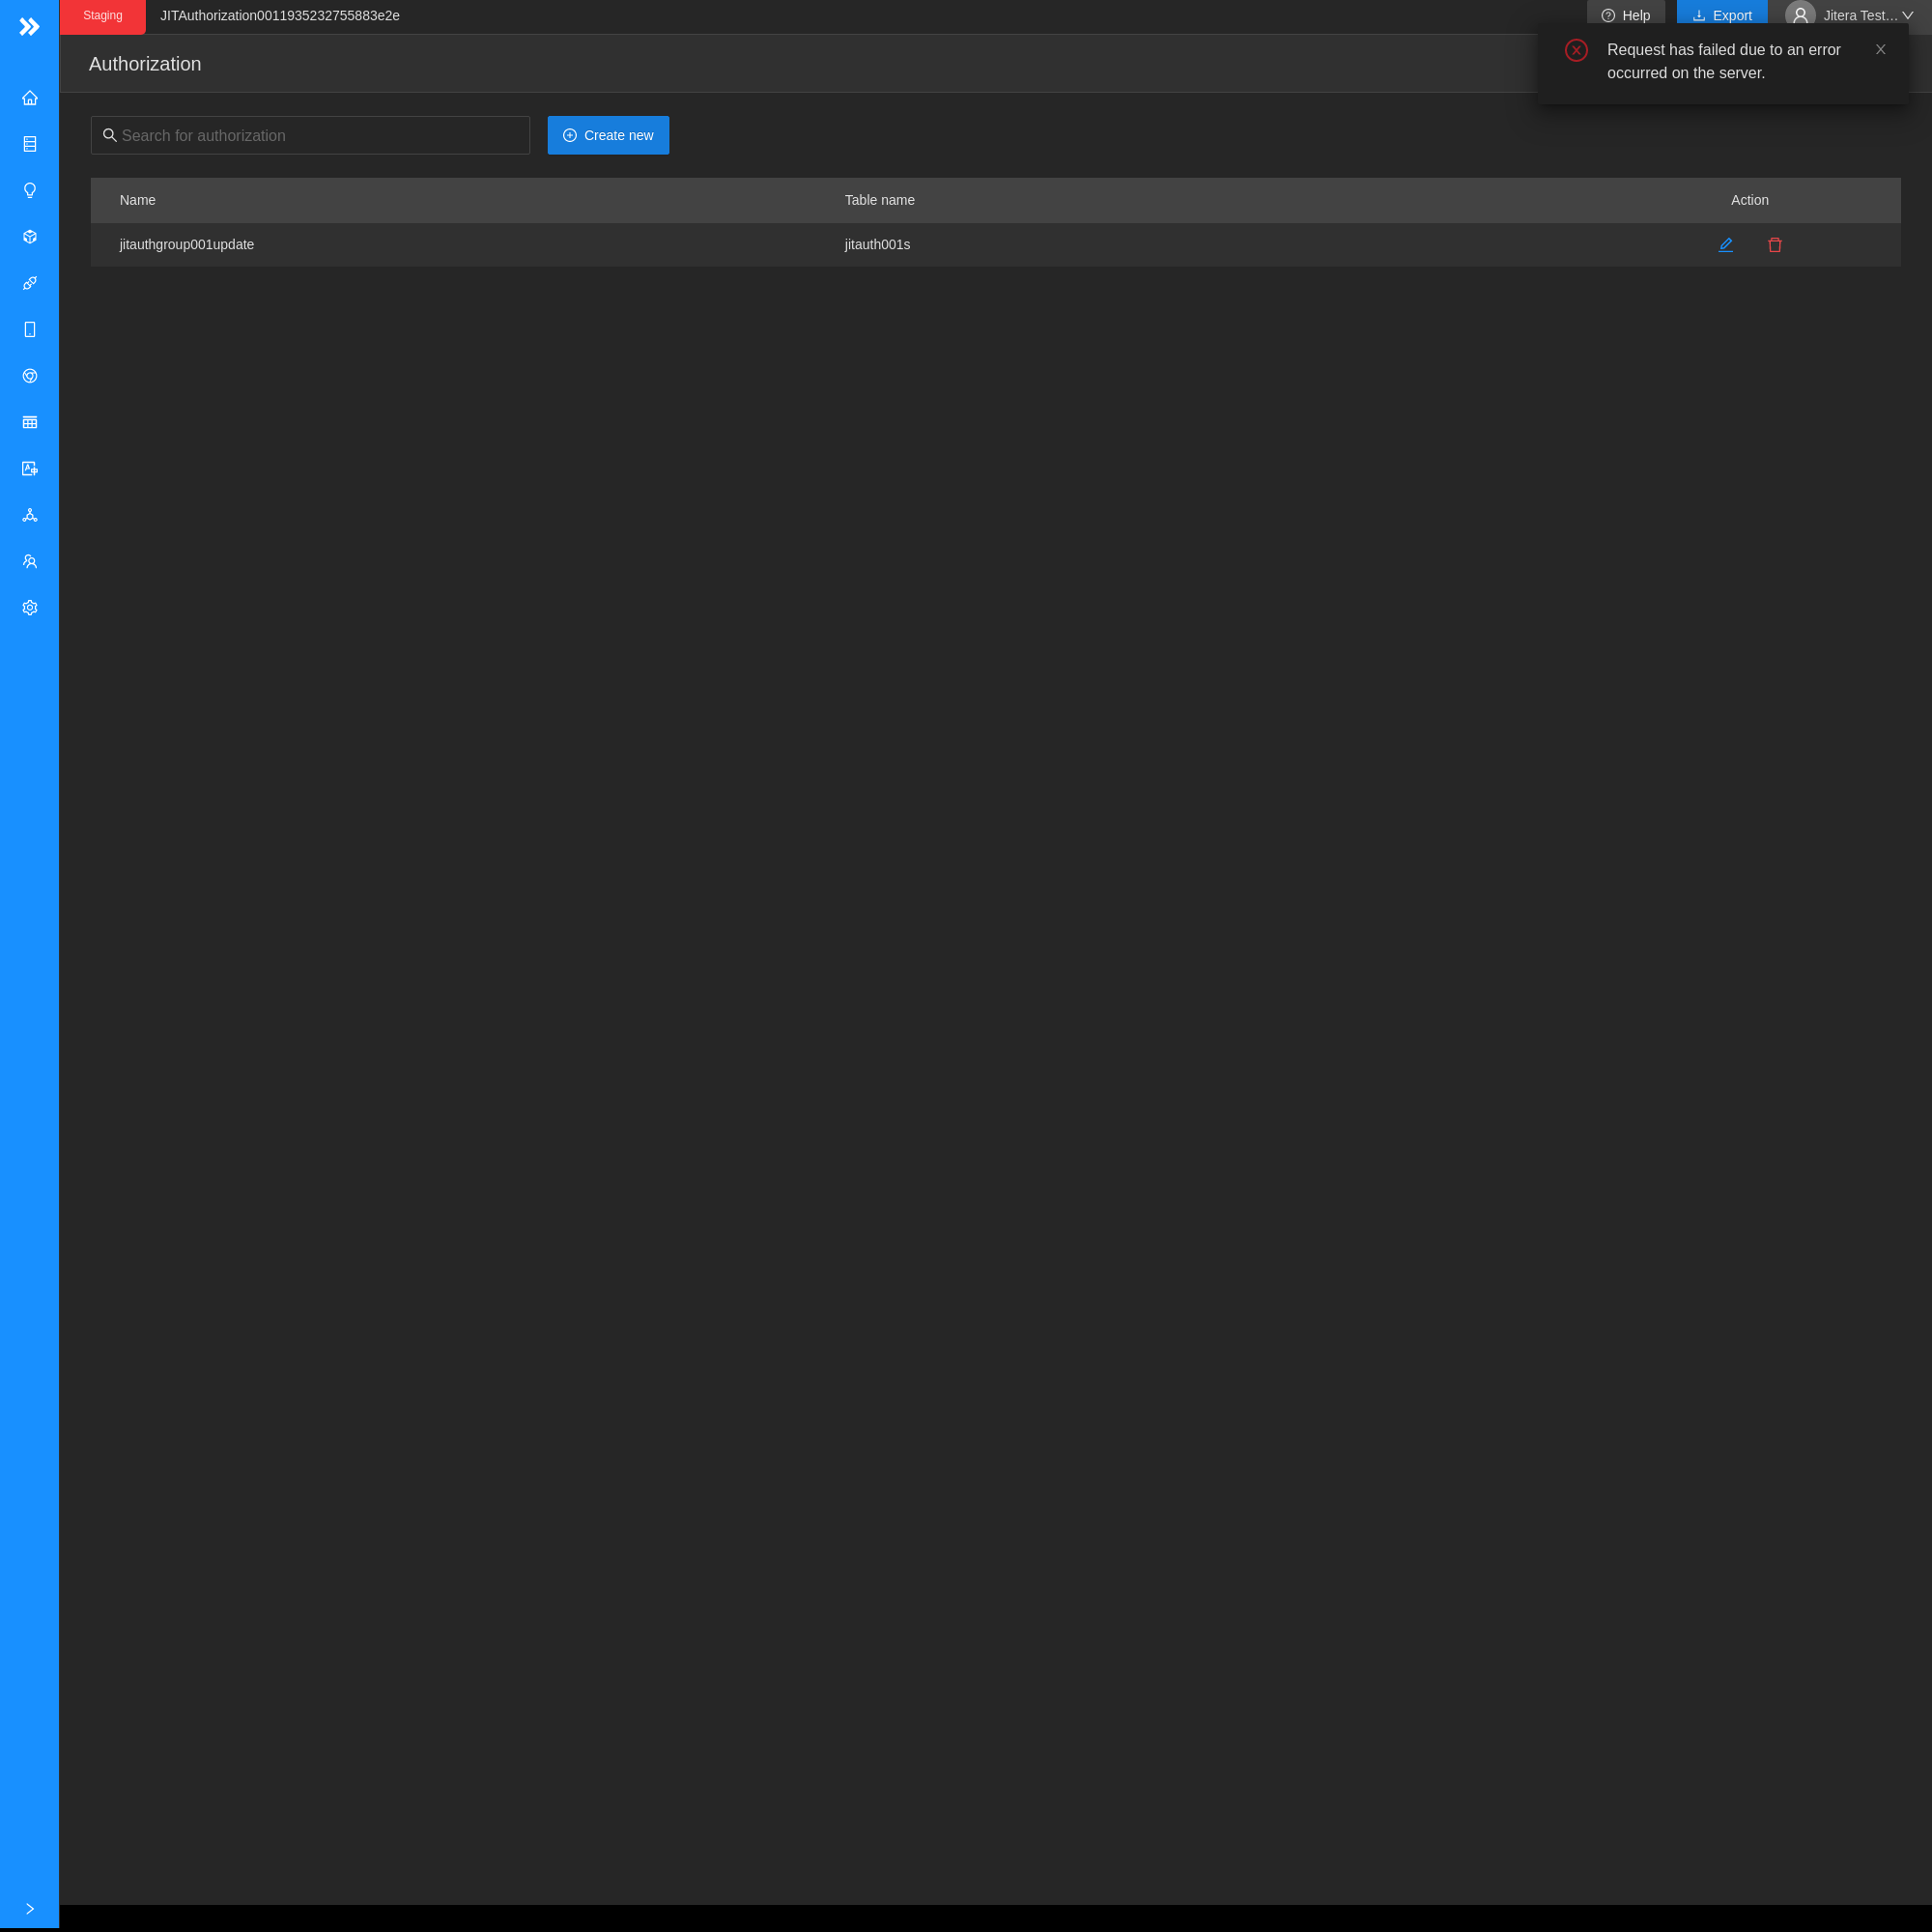 Staging
JITAuthorization0011935232755883e2e
Help
Export
Jitera Test…
Request has failed due to an error
occurred on the server.
Authorization
Search for authorization
Create new
Name
Table name
Action
jitauthgroup001update
jitauth001s